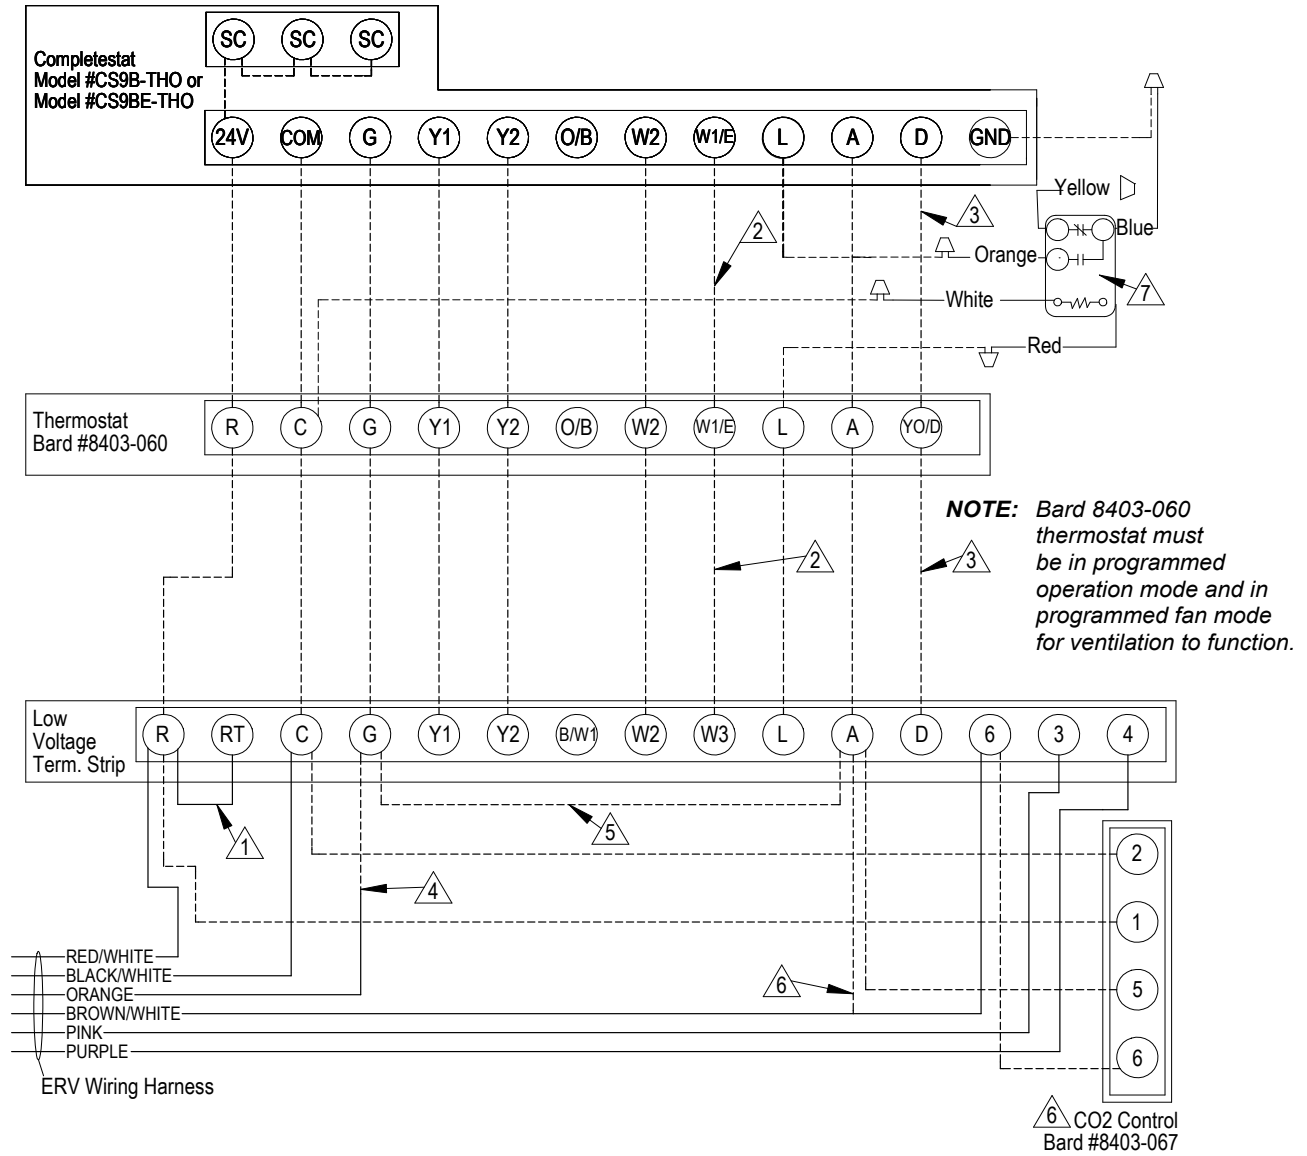 SC SC SC
Completestat
Model #CS9B-THO or
Model #CS9BE-THO
24V COM G Y1 Y2 O/B W2 W1/E L A D GND
Yellow
Blue
3
2
Orange
7
White
Red
Thermostat
Bard #8403-060
R C G Y1 Y2 O/B W2 W1/E L A YO/D
NOTE: Bard 8403-060
thermostat must
be in programmed
operation mode and in
programmed fan mode
for ventilation to function.
2 3
Low
Voltage
Term. Strip
R RT C G Y1 Y2 B/W1 W2 W3 L A D 6 3 4
1
5
2
4
1
RED/WHITE
BLACK/WHITE
ORANGE
BROWN/WHITE
PINK
PURPLE
6
5
6
ERV Wiring Harness
6 CO2 Control
Bard #8403-067